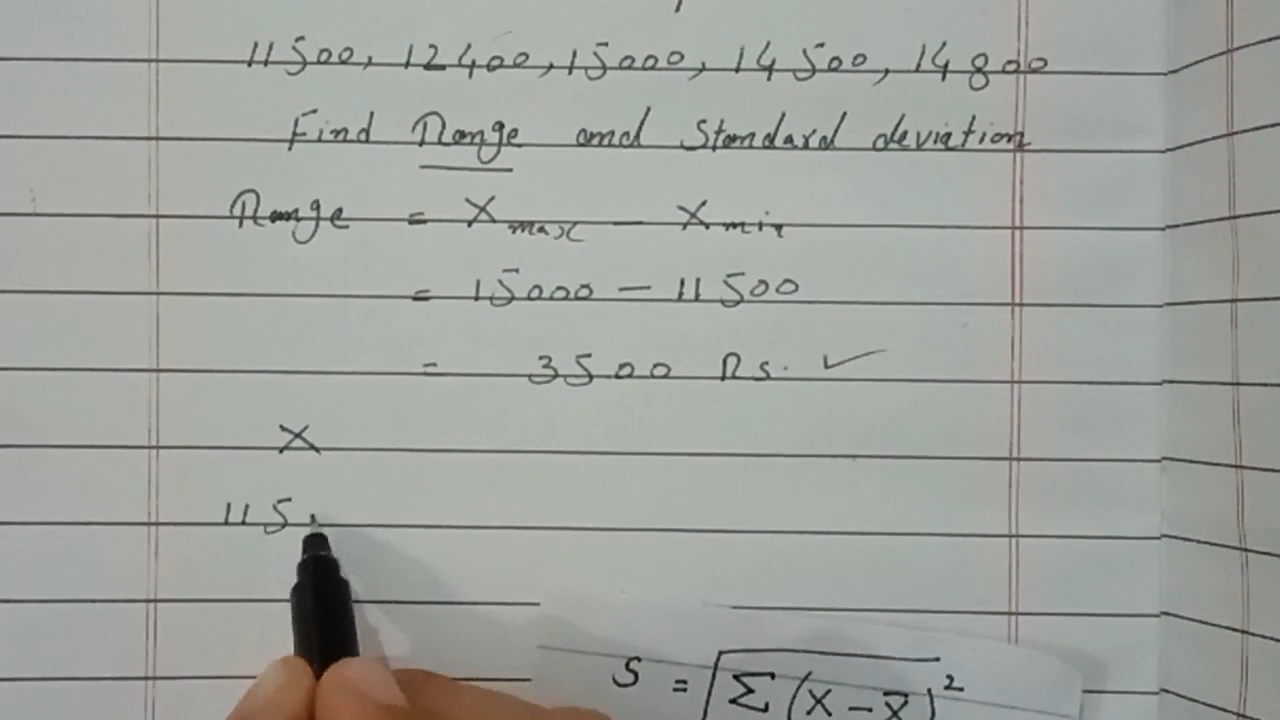 11500, 12400, 15000, 14500, 14800
Find Range and Standard deviation
Range = Xmax - Xmin
= 15000 - 11500
= 3500 Rs. ✓
X
115
S = √Σ(X - X̄)²